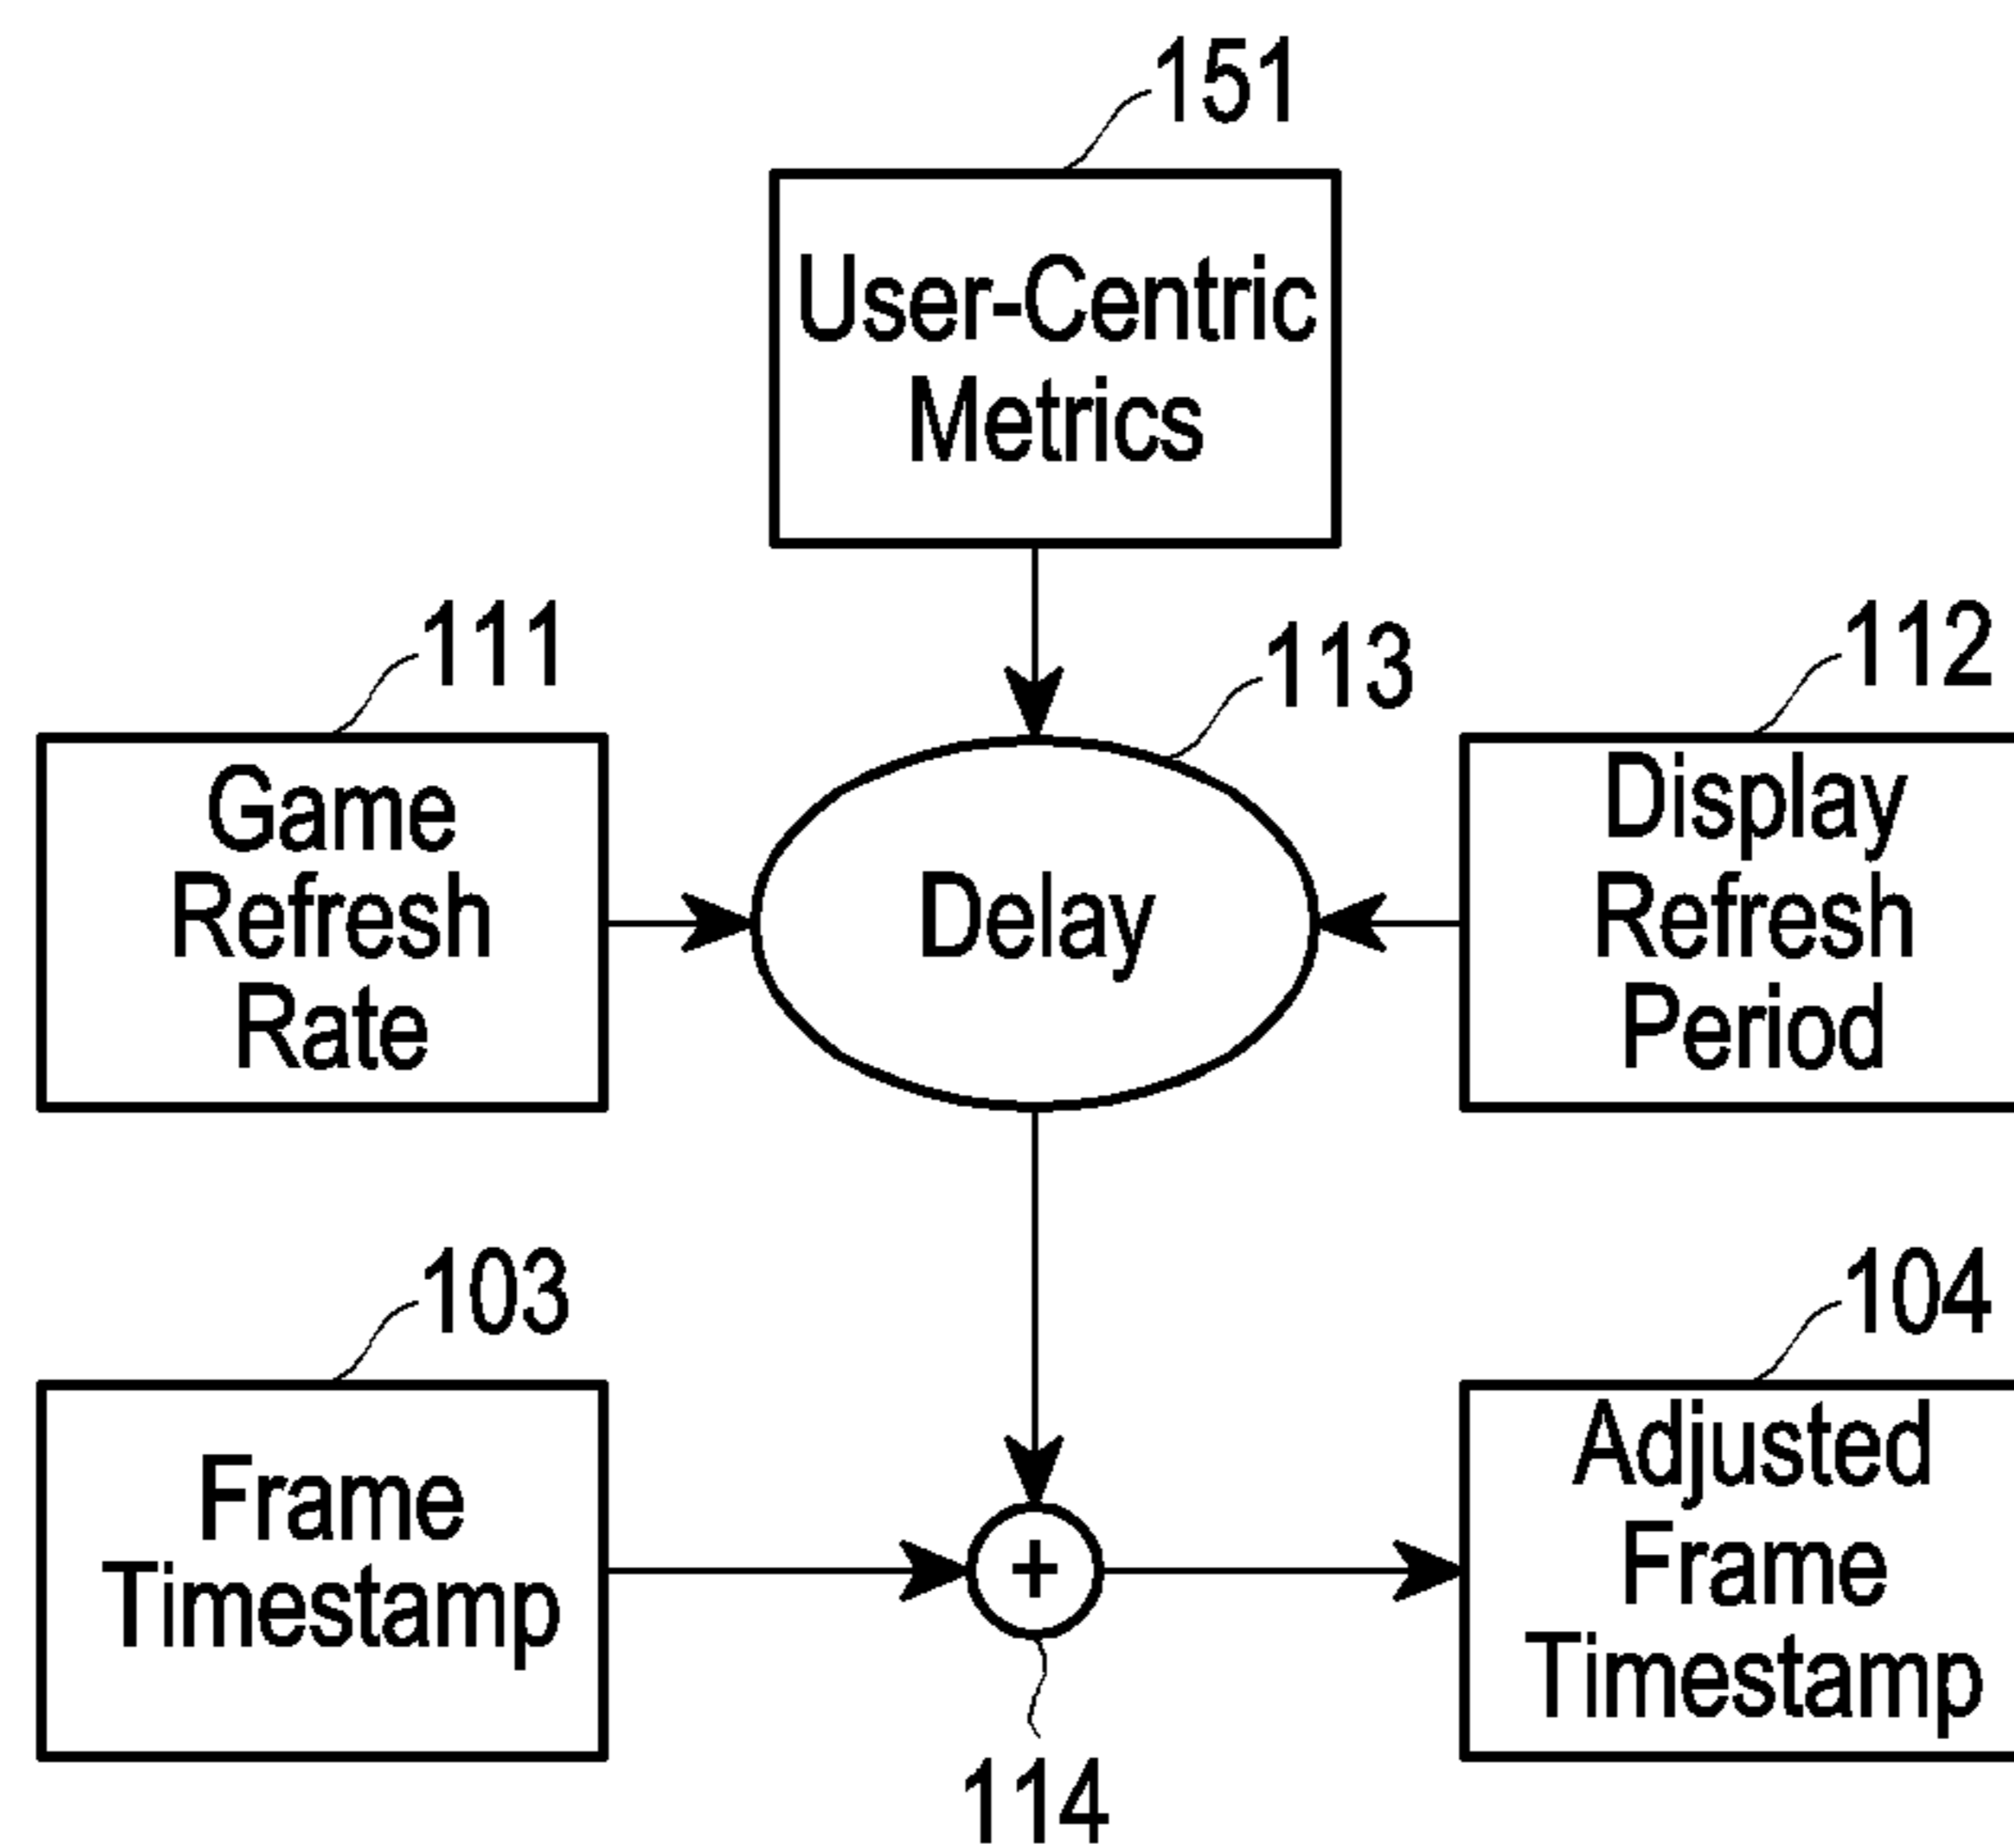 151
User-Centric
Metrics
111
113
112
Game
Refresh
Rate
Delay
Display
Refresh
Period
103
104
Frame
Timestamp
+
Adjusted
Frame
Timestamp
114